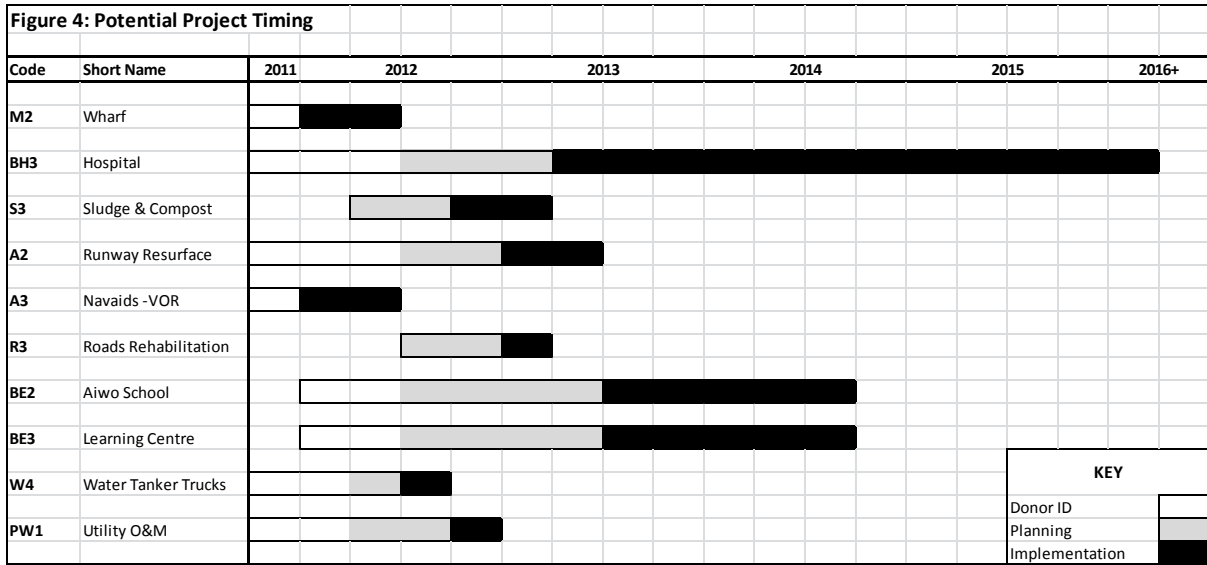 Figure 4: Potential Project Timing
Code Short Name 2011 2012 2013 2014 2015 2016+
M2 Wharf
BH3 Hospital
S3 Sludge & Compost
A2 Runway Resurface
A3 Navaids -VOR
R3 Roads Rehabilitation
BE2 Aiwo School
BE3 Learning Centre
W4 Water Tanker Trucks
PW1 Utility O&M
KEY
Donor ID
Planning
Implementation